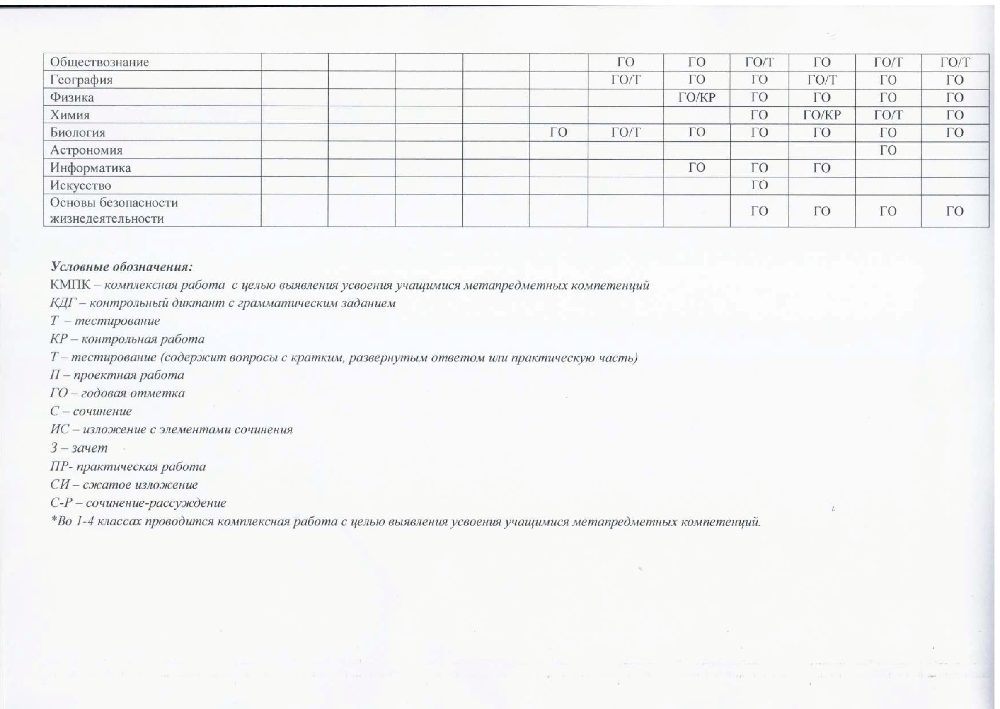 Обществознание ГО ГО ГО/Т ГО ГО/Т ГО/Т
География ГО/Т ГО ГО ГО/Т ГО ГО
Физика ГО/КР ГО ГО ГО ГО
Химия ГО ГО/КР ГО/Т ГО
Биология ГО ГО/Т ГО ГО ГО ГО ГО
Астрономия ГО
Информатика ГО ГО ГО
Искусство ГО
Основы безопасности
жизнедеятельности ГО ГО ГО ГО
Условные обозначения:
КМПК – комплексная работа с целью выявления усвоения учащимися метапредметных компетенций
КДГ – контрольный диктант с грамматическим заданием
Т – тестирование
КР – контрольная работа
Т – тестирование (содержит вопросы с кратким, развернутым ответом или практическую часть)
П – проектная работа
ГО – годовая отметка
С – сочинение
ИС – изложение с элементами сочинения
З – зачет
ПР- практическая работа
СИ – сжатое изложение
С-Р – сочинение-рассуждение
*Во 1-4 классах проводится комплексная работа с целью выявления усвоения учащимися метапредметных компетенций.